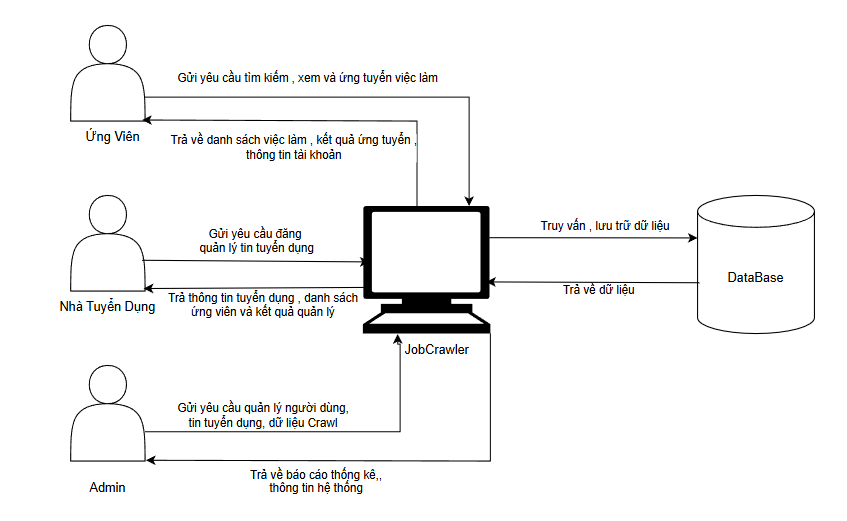 Gửi yêu cầu tìm kiếm , xem và ứng tuyển việc làm
Ứng Viên
Trả về danh sách việc làm , kết quả ứng tuyển ,
thông tin tài khoản
Gửi yêu cầu đăng
quản lý tin tuyển dụng
Nhà Tuyển Dụng
Trả thông tin tuyển dụng , danh sách
ứng viên và kết quả quản lý
Truy vấn , lưu trữ dữ liệu
DataBase
Trả về dữ liệu
JobCrawler
Gửi yêu cầu quản lý người dùng,
tin tuyển dụng, dữ liệu Crawl
Admin
Trả về báo cáo thống kê,,
thông tin hệ thống